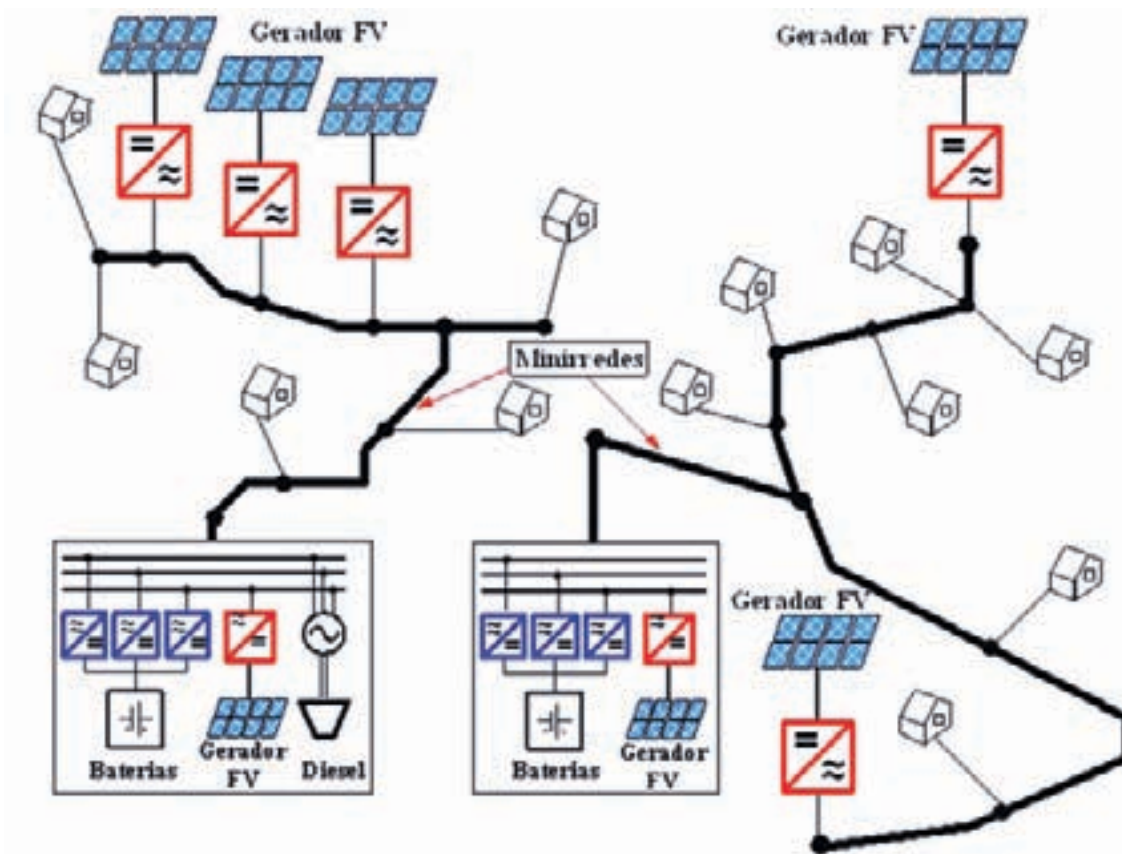 Gerador FV
Gerador FV
Minirredes
Gerador FV
Baterias
Gerador
FV
Diesel
Baterias
Gerador
FV